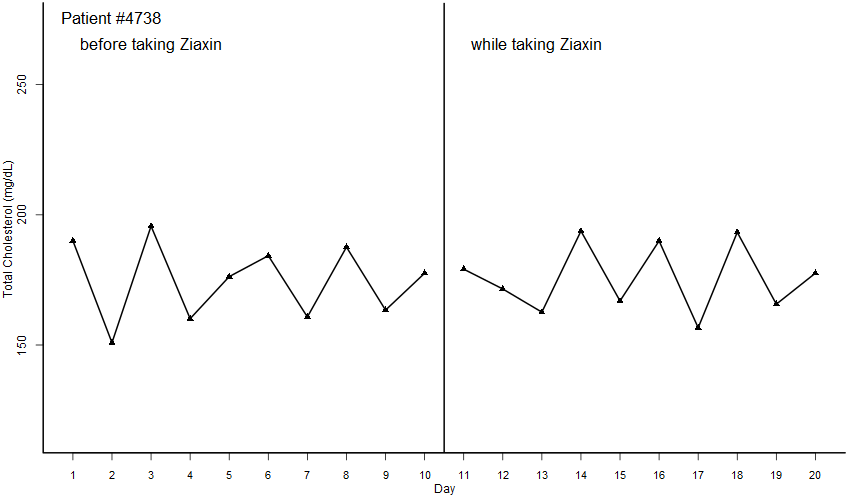 Patient #4738
before taking Ziaxin
while taking Ziaxin
250
200
150
Total Cholesterol (mg/dL)
1 2 3 4 5 6 7 8 9 10 11 12 13 14 15 16 17 18 19 20
Day